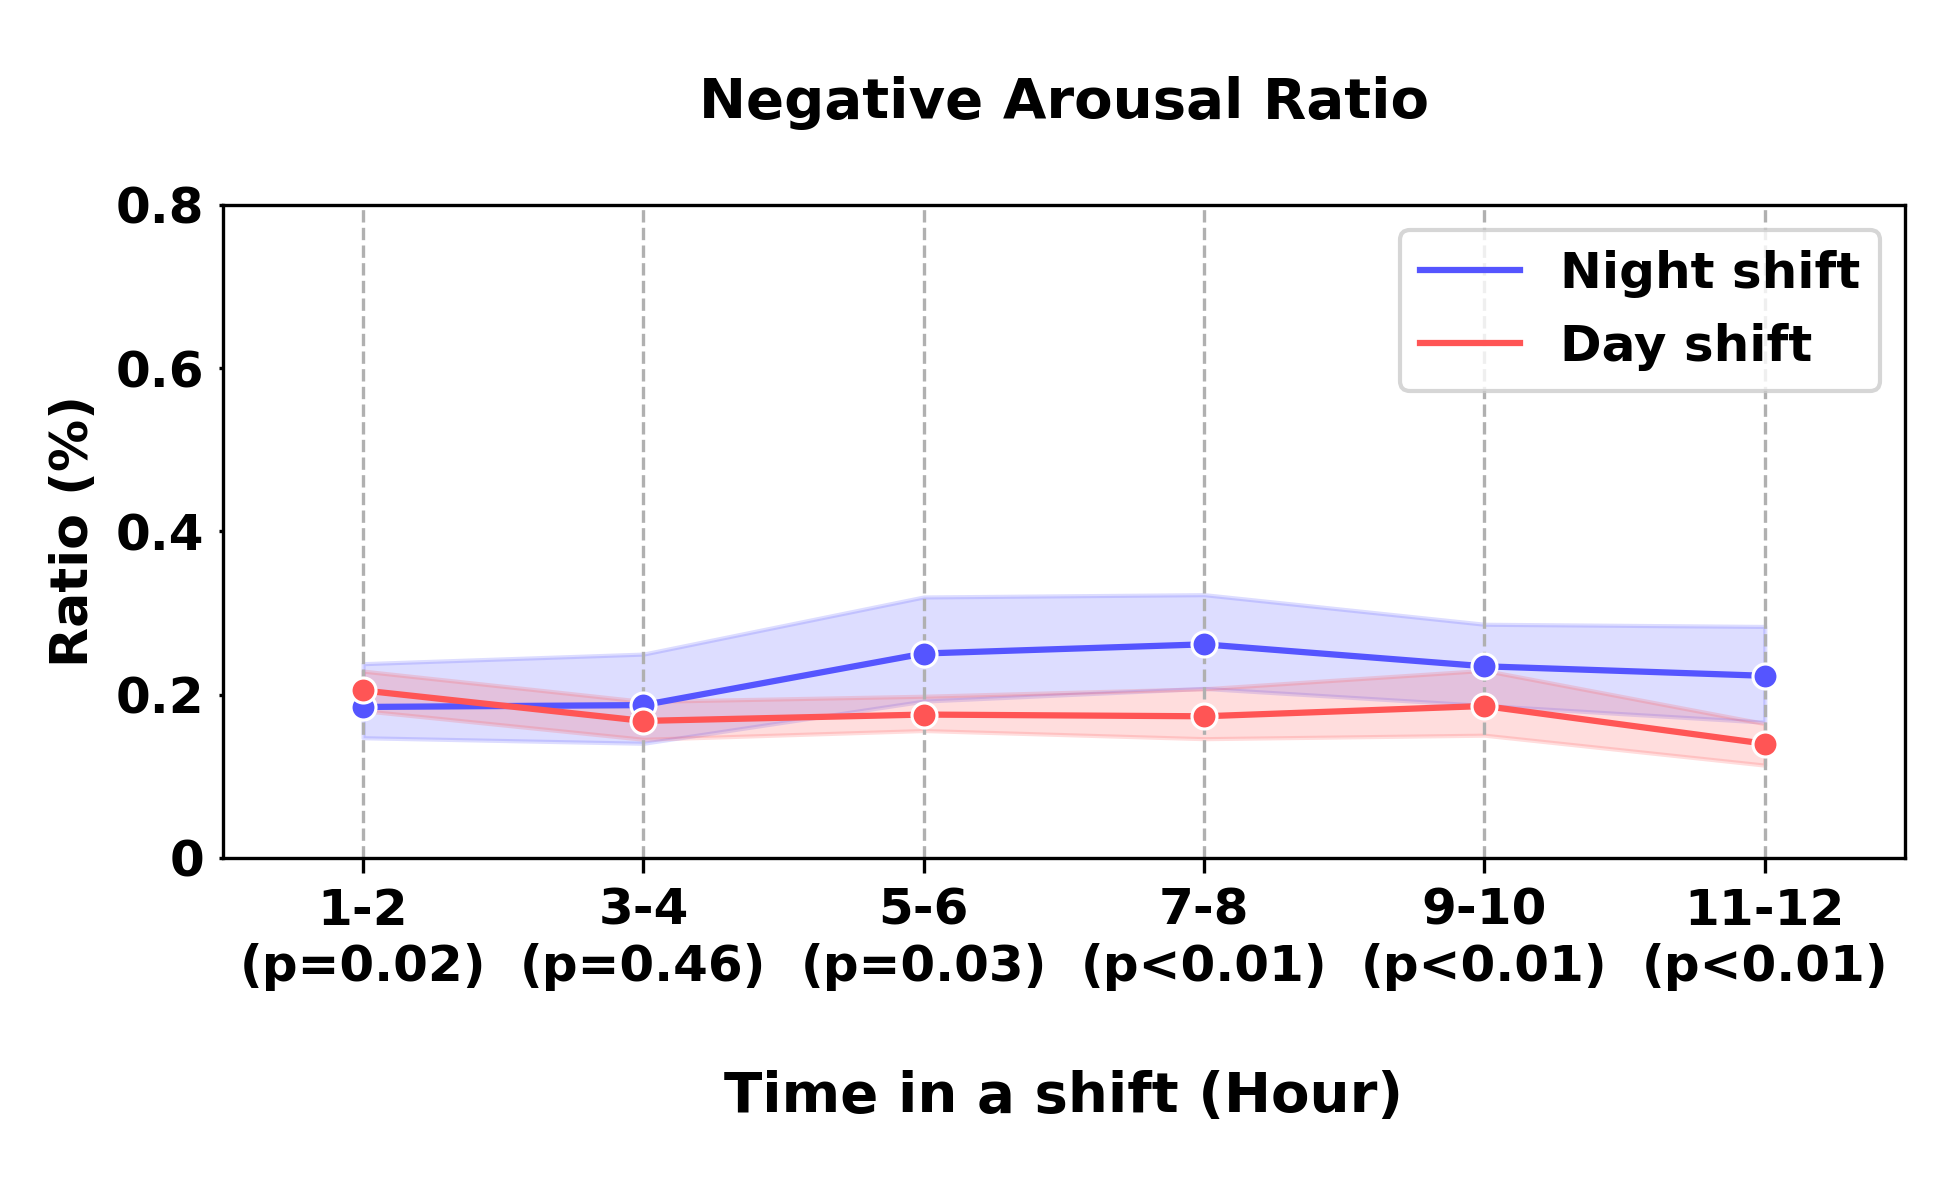 Negative Arousal Ratio
0.8
0.6
0.4
0.2
0
Ratio (%)
Night shift
Day shift
1-2 3-4 5-6 7-8 9-10 11-12
(p=0.02) (p=0.46) (p=0.03) (p<0.01) (p<0.01) (p<0.01)
Time in a shift (Hour)